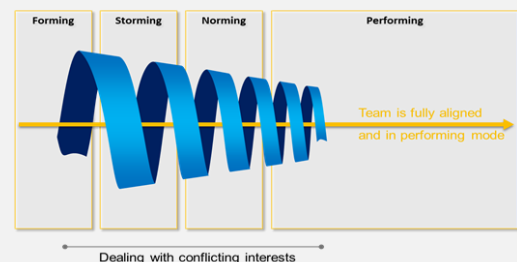 Forming
Storming
Norming
Performing
Team is fully aligned
and in performing mode
Dealing with conflicting interests